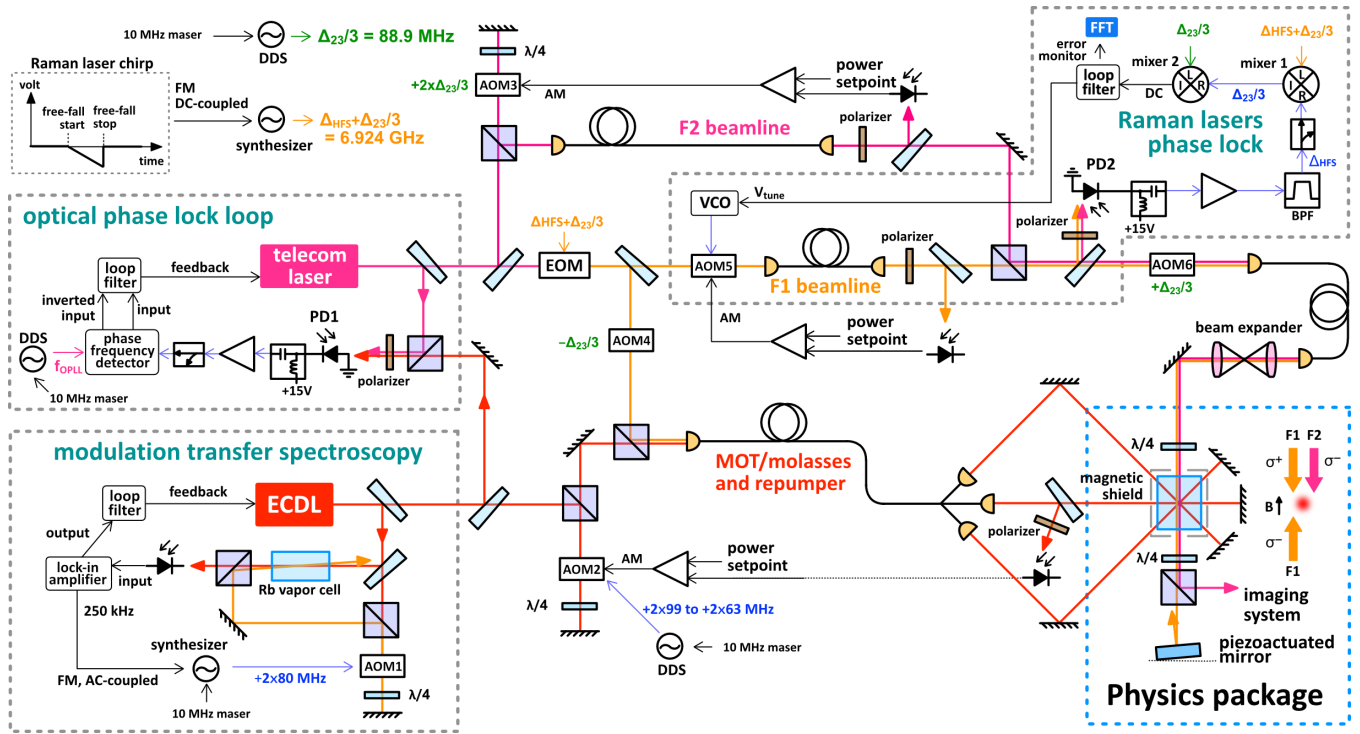 10 MHz maser
DDS
Δ23/3 = 88.9 MHz
Raman laser chirp
volt
free-fall start
free-fall stop
time
FM
DC-coupled
synthesizer
ΔHFS+Δ23/3
= 6.924 GHz
λ/4
AOM3
+2xΔ23/3
AM
power
setpoint
F2 beamline
polarizer
FFT
error
monitor
loop
filter
mixer 2
Δ23/3
L
I
R
DC
Δ23/3
mixer 1
ΔHFS+Δ23/3
L
I
R
Raman lasers
phase lock
ΔHFS
BPF
PD2
+15V
polarizer
VCO
Vtune
AOM5
F1 beamline
polarizer
AM
power
setpoint
AOM6
+Δ23/3
beam expander
optical phase lock loop
telecom
laser
feedback
loop
filter
inverted
input
input
phase
frequency
detector
DDS
fOPLL
10 MHz maser
PD1
+15V
polarizer
ΔHFS+Δ23/3
EOM
−Δ23/3
AOM4
modulation transfer spectroscopy
ECDL
feedback
loop
filter
output
lock-in
amplifier
input
250 kHz
Rb vapor cell
synthesizer
FM, AC-coupled
10 MHz maser
+2x80 MHz
AOM1
λ/4
MOT/molasses
and repumper
AOM2
AM
power
setpoint
λ/4
+2x99 to +2x63 MHz
DDS
10 MHz maser
polarizer
λ/4
magnetic
shield
λ/4
imaging
system
piezoactuated
mirror
F1 F2
σ+
σ−
B
σ−
F1
Physics package